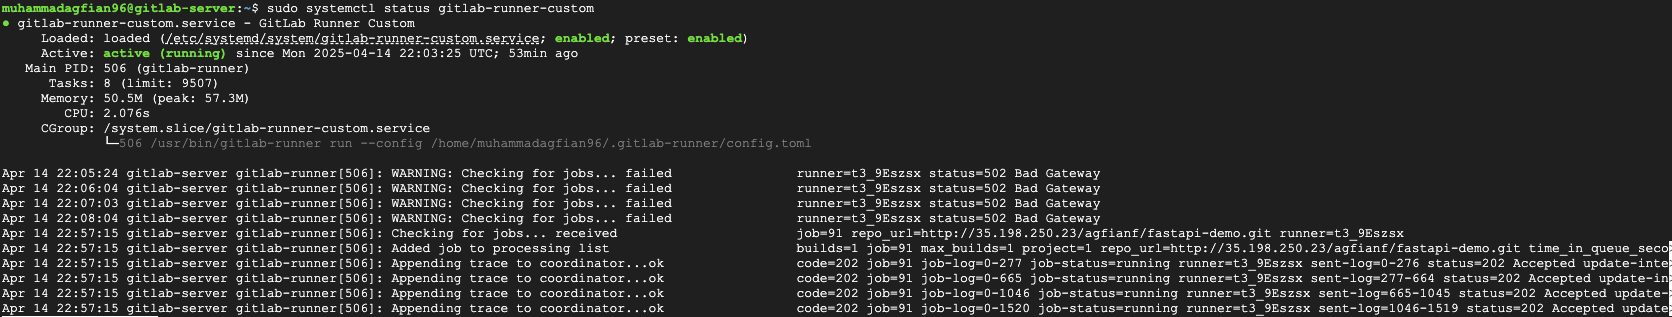 muhammadagfian96@gitlab-server:~$ sudo systemctl status gitlab-runner-custom
● gitlab-runner-custom.service - GitLab Runner Custom
Loaded: loaded (/etc/systemd/system/gitlab-runner-custom.service; enabled; preset: enabled)
Active: active (running) since Mon 2025-04-14 22:03:25 UTC; 53min ago
Main PID: 506 (gitlab-runner)
Tasks: 8 (limit: 9507)
Memory: 50.5M (peak: 57.3M)
CPU: 2.076s
CGroup: /system.slice/gitlab-runner-custom.service
└─506 /usr/bin/gitlab-runner run --config /home/muhammadagfian96/.gitlab-runner/config.toml
Apr 14 22:05:24 gitlab-server gitlab-runner[506]: WARNING: Checking for jobs... failed runner=t3_9Eszsx status=502 Bad Gateway
Apr 14 22:06:04 gitlab-server gitlab-runner[506]: WARNING: Checking for jobs... failed runner=t3_9Eszsx status=502 Bad Gateway
Apr 14 22:07:03 gitlab-server gitlab-runner[506]: WARNING: Checking for jobs... failed runner=t3_9Eszsx status=502 Bad Gateway
Apr 14 22:08:04 gitlab-server gitlab-runner[506]: WARNING: Checking for jobs... failed runner=t3_9Eszsx status=502 Bad Gateway
Apr 14 22:57:15 gitlab-server gitlab-runner[506]: Checking for jobs... received job=91 repo_url=http://35.198.250.23/agfianf/fastapi-demo.git runner=t3_9Eszsx
Apr 14 22:57:15 gitlab-server gitlab-runner[506]: Added job to processing list builds=1 job=91 max_builds=1 project=1 repo_url=http://35.198.250.23/agfianf/fastapi-demo.git time_in_queue_seco
Apr 14 22:57:15 gitlab-server gitlab-runner[506]: Appending trace to coordinator...ok code=202 job=91 job-log=0-277 job-status=running runner=t3_9Eszsx sent-log=0-276 status=202 Accepted update-inte
Apr 14 22:57:15 gitlab-server gitlab-runner[506]: Appending trace to coordinator...ok code=202 job=91 job-log=0-665 job-status=running runner=t3_9Eszsx sent-log=277-664 status=202 Accepted update-in
Apr 14 22:57:15 gitlab-server gitlab-runner[506]: Appending trace to coordinator...ok code=202 job=91 job-log=0-1046 job-status=running runner=t3_9Eszsx sent-log=665-1045 status=202 Accepted update-
Apr 14 22:57:15 gitlab-server gitlab-runner[506]: Appending trace to coordinator...ok code=202 job=91 job-log=0-1520 job-status=running runner=t3_9Eszsx sent-log=1046-1519 status=202 Accepted update